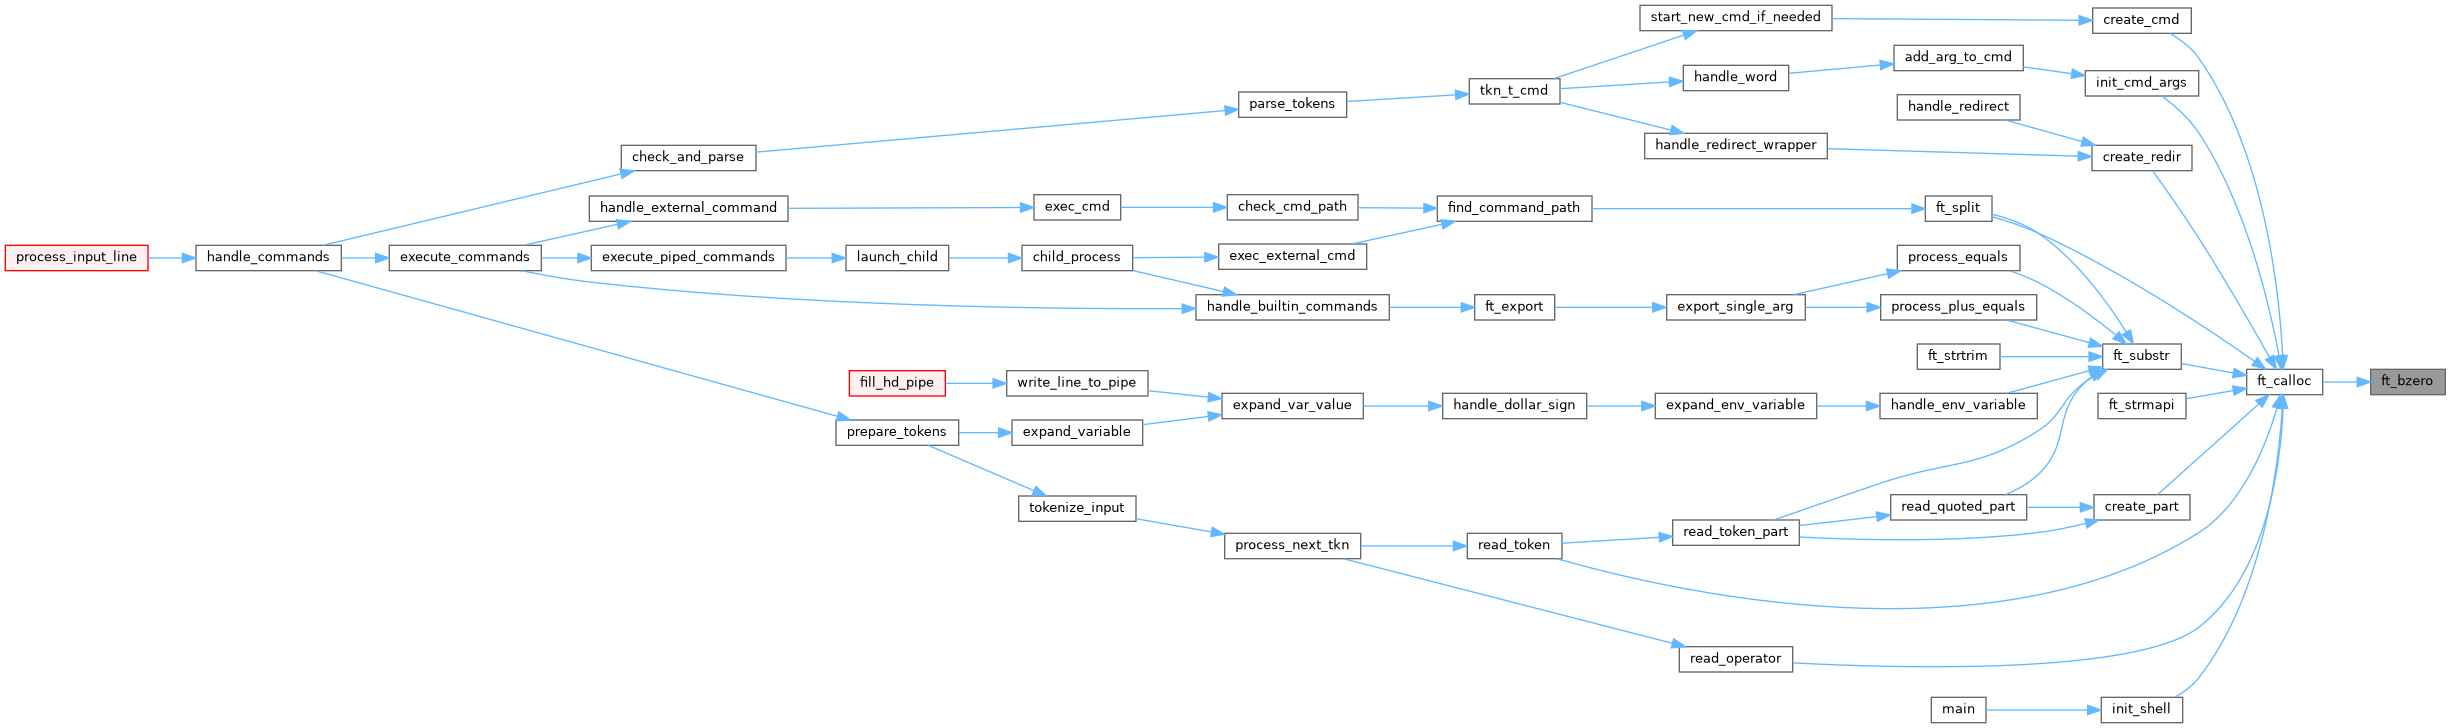 start_new_cmd_if_needed
create_cmd
add_arg_to_cmd
handle_word
init_cmd_args
tkn_t_cmd
parse_tokens
handle_redirect
handle_redirect_wrapper
create_redir
check_and_parse
handle_external_command
exec_cmd
check_cmd_path
find_command_path
ft_split
process_input_line
handle_commands
execute_commands
execute_piped_commands
launch_child
child_process
exec_external_cmd
process_equals
handle_builtin_commands
ft_export
export_single_arg
process_plus_equals
ft_strtrim
ft_substr
fill_hd_pipe
write_line_to_pipe
ft_calloc
ft_bzero
expand_var_value
handle_dollar_sign
expand_env_variable
handle_env_variable
ft_strmapi
prepare_tokens
expand_variable
tokenize_input
read_quoted_part
create_part
read_token_part
process_next_tkn
read_token
read_operator
main
init_shell